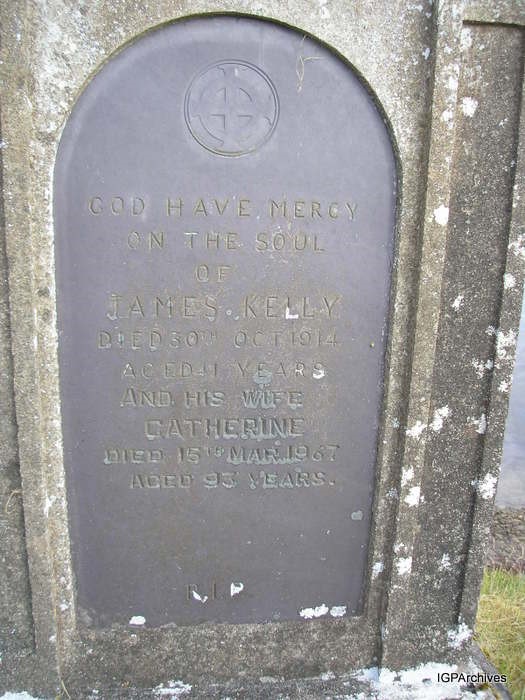 GOD HAVE MERCY
ON THE SOUL
OF
JAMES KELLY
DIED 30TH OCT. 1914
AGED 41 YEARS
AND HIS WIFE
CATHERINE
DIED 15TH MAR. 1967
AGED 93 YEARS.
R.I.P.
IGPArchives